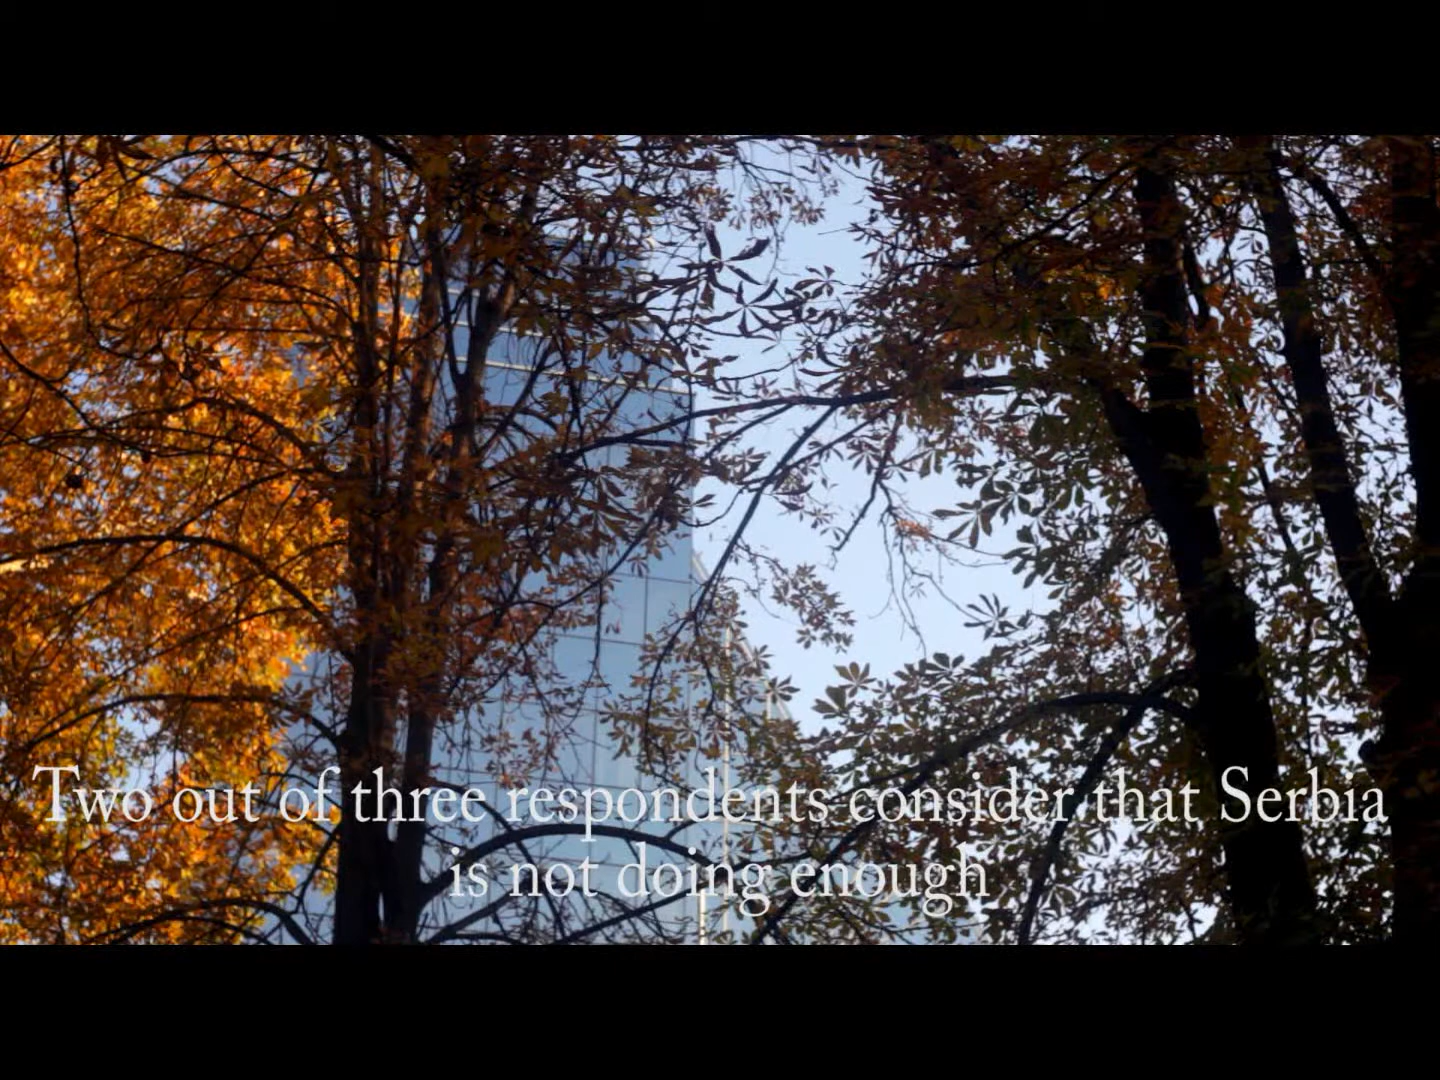 Two out of three respondents consider that Serbia
is not doing enough